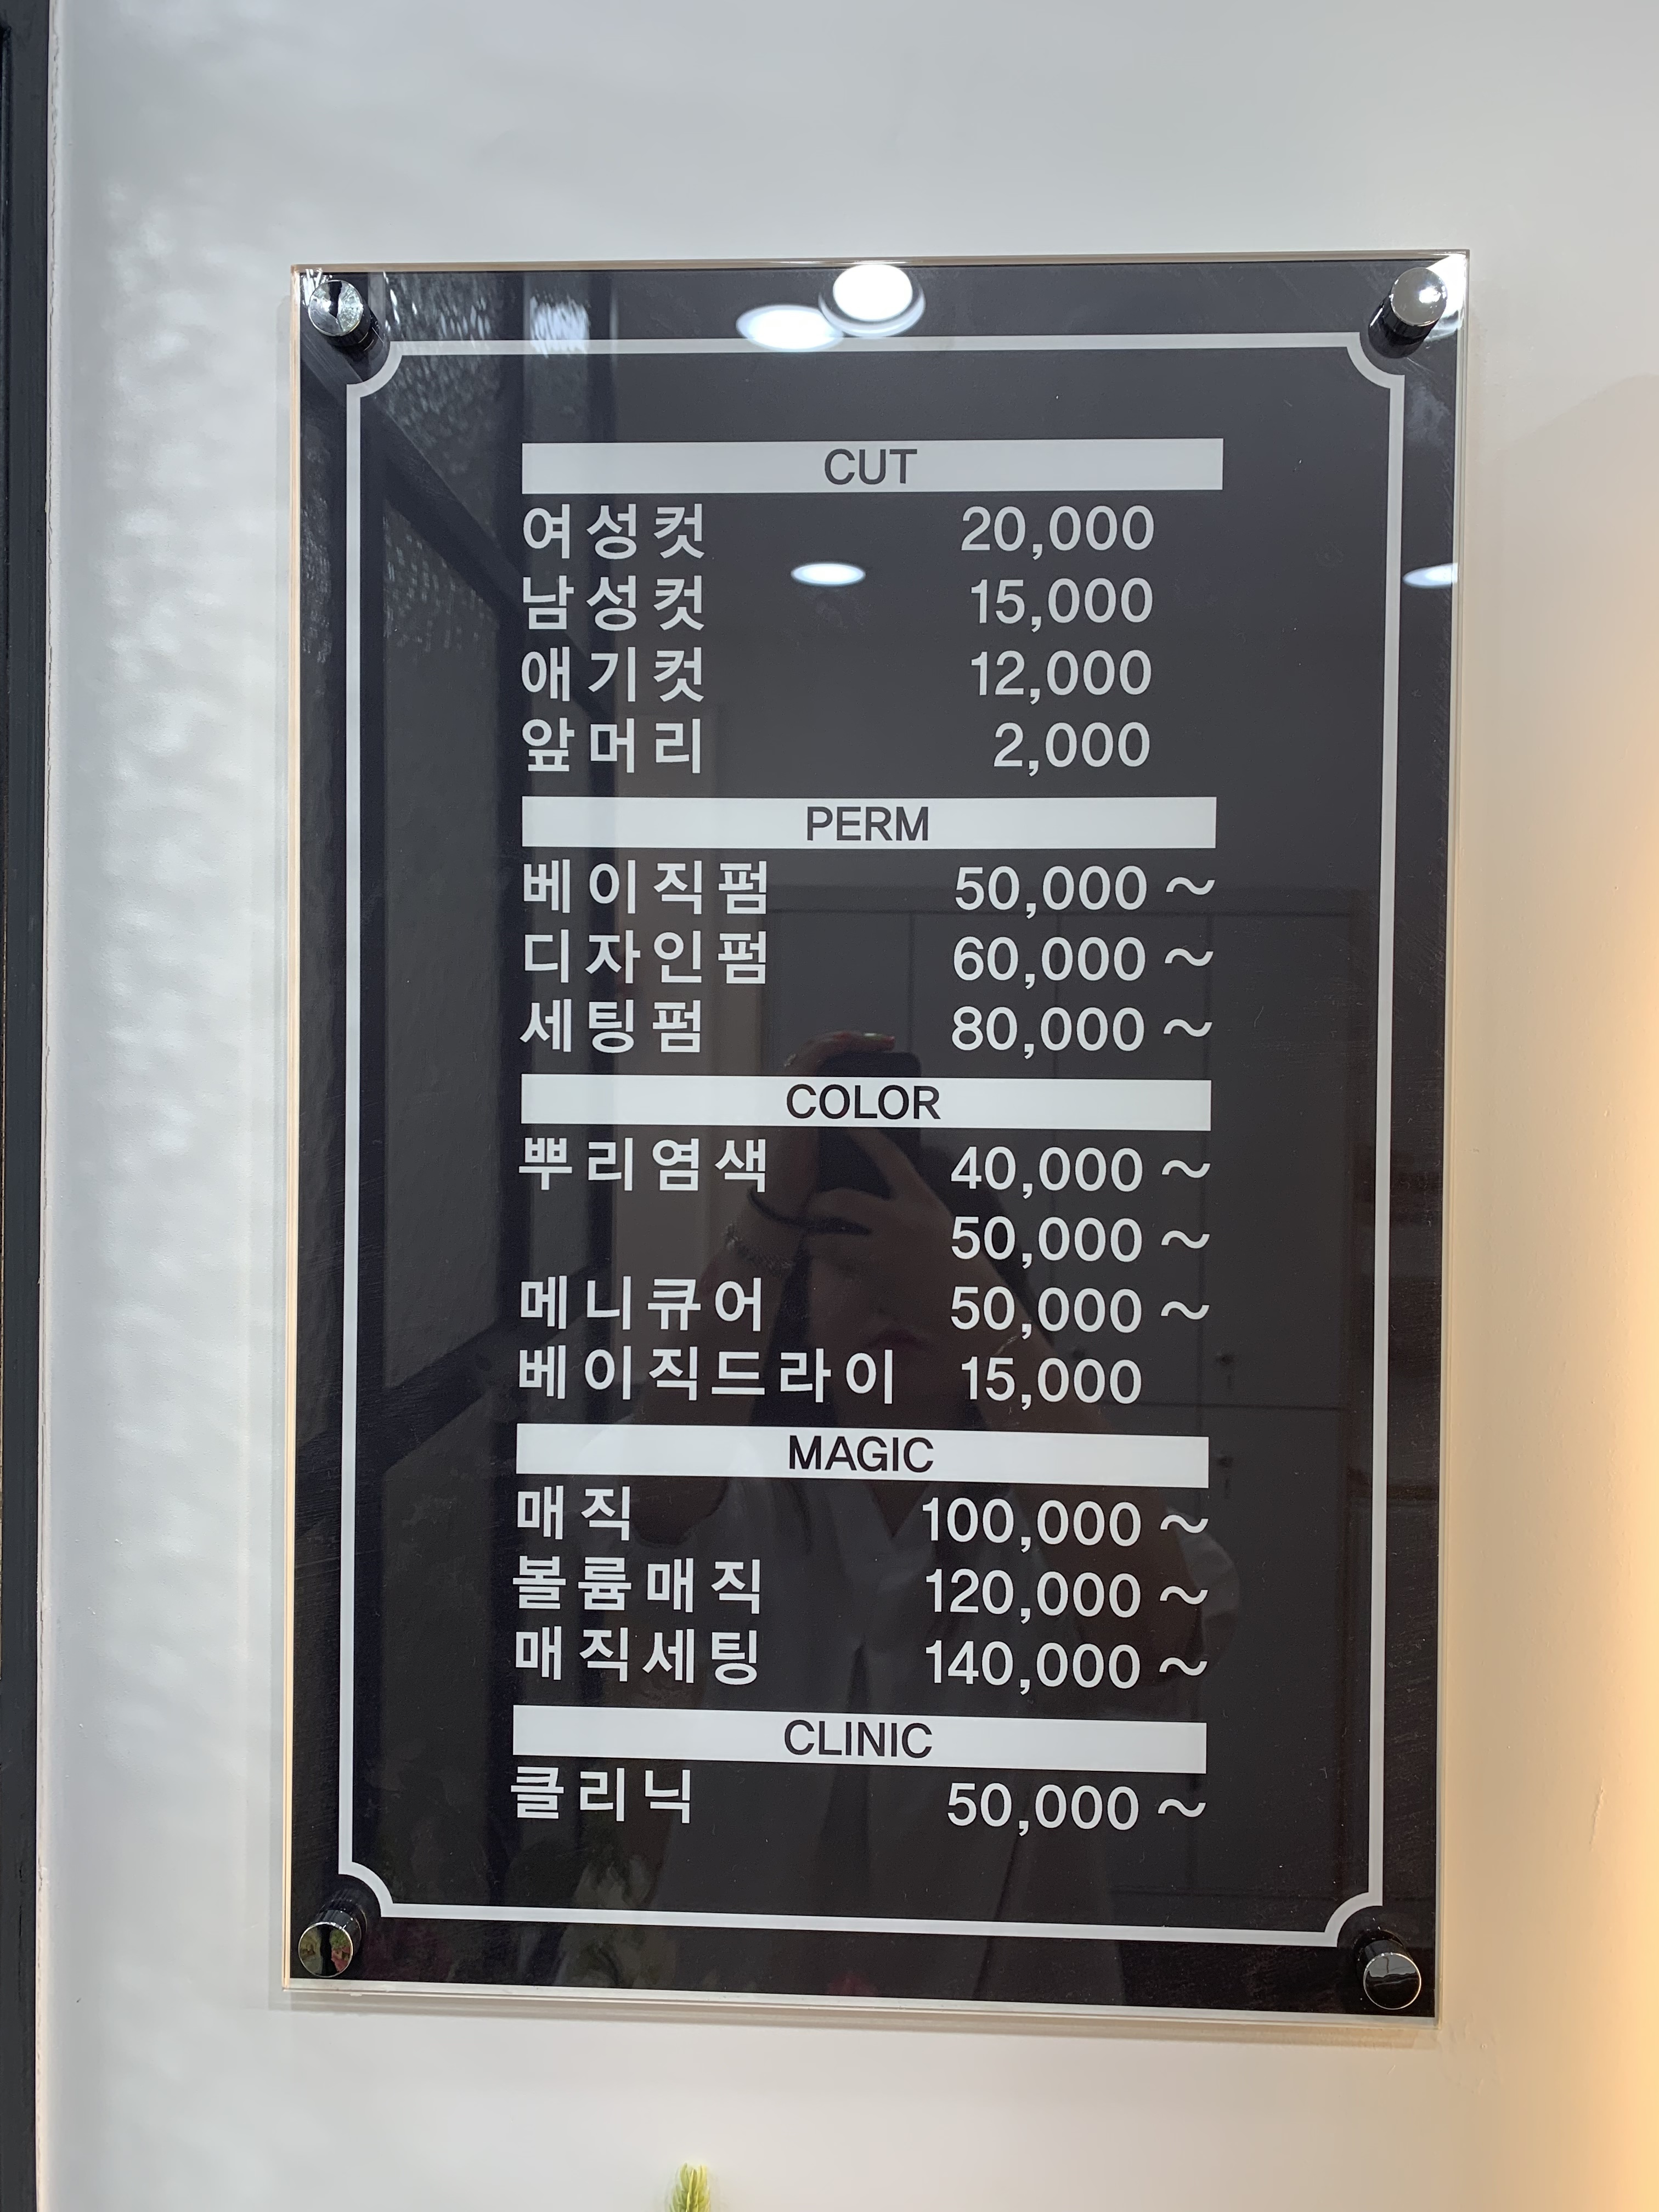 CUT
여성컷 20,000
남성컷 15,000
애기컷 12,000
앞머리 2,000
PERM
베이직펌 50,000 ~
디자인펌 60,000 ~
세팅펌 80,000 ~
COLOR
뿌리염색 40,000 ~
50,000 ~
메니큐어 50,000 ~
베이직드라이 15,000
MAGIC
매직 100,000 ~
볼륨매직 120,000 ~
매직세팅 140,000 ~
CLINIC
클리닉 50,000 ~